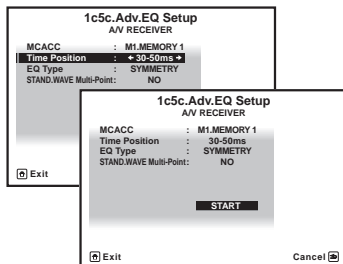 1c5c.Adv.EQ Setup
A/V RECEIVER
MCACC : M1.MEMORY 1
Time Position : 30-50ms
EQ Type : SYMMETRY
STAND.WAVE Multi-Point : NO
Exit
1c5c.Adv.EQ Setup
A/V RECEIVER
MCACC : M1.MEMORY 1
Time Position : 30-50ms
EQ Type : SYMMETRY
STAND.WAVE Multi-Point : NO
START
Exit Cancel